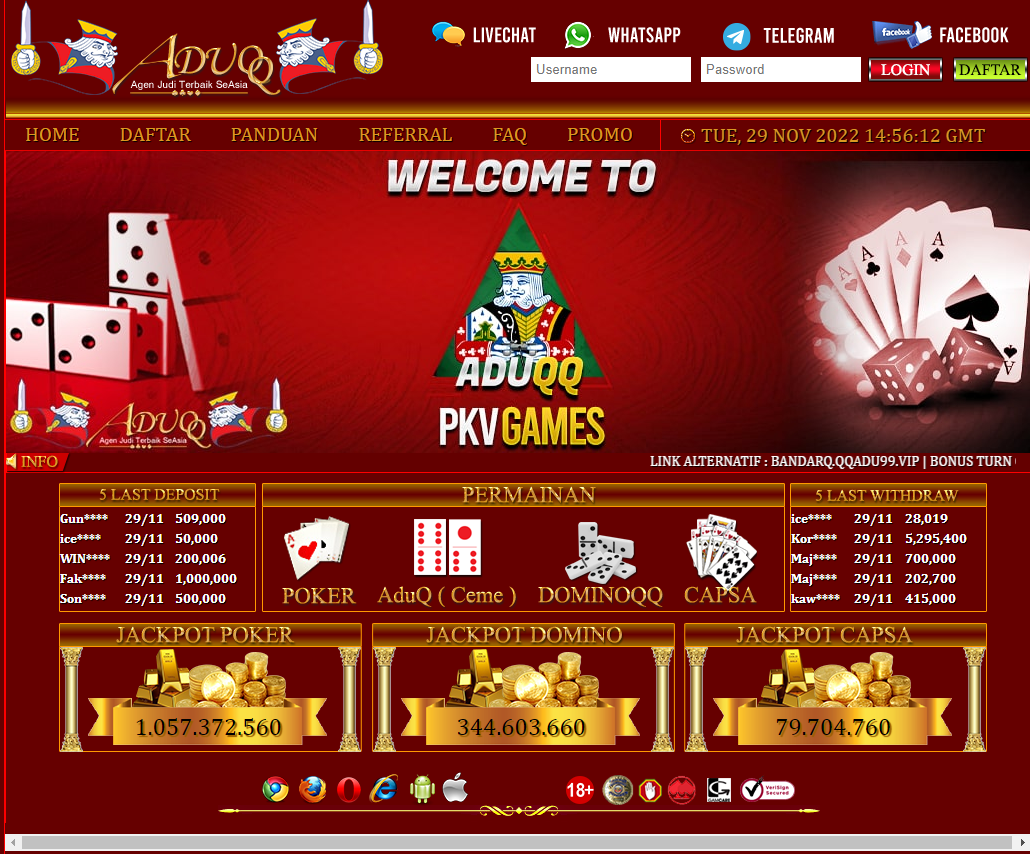 ADUQQ
Agen Judi Terbaik SeAsia
LIVECHAT WHATSAPP TELEGRAM facebook FACEBOOK
Username Password LOGIN DAFTAR
HOME DAFTAR PANDUAN REFERRAL FAQ PROMO TUE, 29 NOV 2022 14:56:12 GMT
WELCOME TO
A A A A
ADUQQ
PKV GAMES
ADUQQ
Agen Judi Terbaik SeAsia
INFO LINK ALTERNATIF : BANDARQ.QQADU99.VIP | BONUS TURN
5 LAST DEPOSIT
Gun**** 29/11 509,000
ice**** 29/11 50,000
WIN**** 29/11 200,006
Fak**** 29/11 1,000,000
Son**** 29/11 500,000
PERMAINAN
POKER AduQ ( Ceme ) DOMINOQQ CAPSA
5 LAST WITHDRAW
ice**** 29/11 28,019
Kor**** 29/11 5,295,400
Maj**** 29/11 700,000
Maj**** 29/11 202,700
kaw**** 29/11 415,000
JACKPOT POKER JACKPOT DOMINO JACKPOT CAPSA
1.057.372.560 344.603.660 79.704.760
18+ G GAMCARE VeriSign Secured